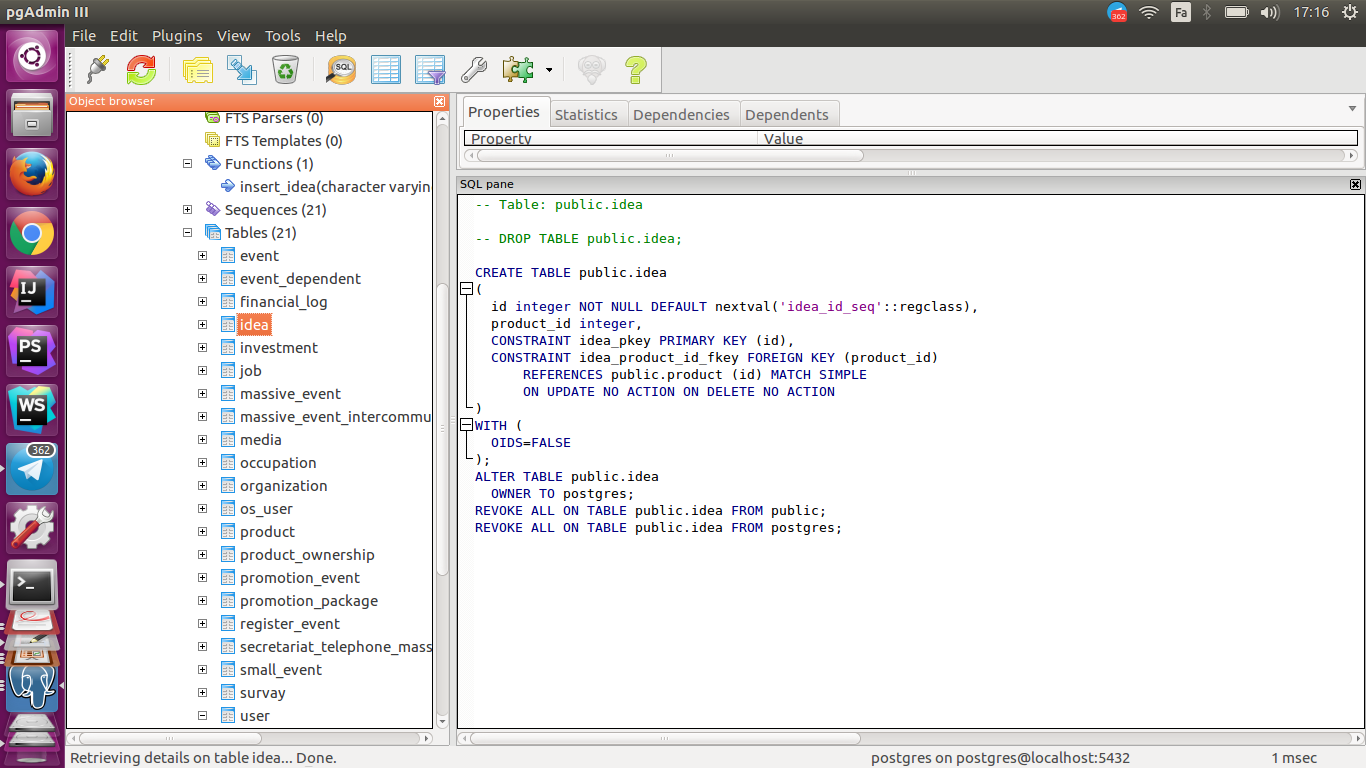 pgAdmin III
362
Fa
17:16
File Edit Plugins View Tools Help
SQL
Object browser
FTS Parsers (0)
FTS Templates (0)
Functions (1)
insert_idea(character varyin
Sequences (21)
Tables (21)
event
event_dependent
financial_log
idea
investment
job
massive_event
massive_event_intercommu
media
occupation
organization
os_user
product
product_ownership
promotion_event
promotion_package
register_event
secretariat_telephone_mass
small_event
survay
user
Properties Statistics Dependencies Dependents
Property Value
SQL pane
-- Table: public.idea
-- DROP TABLE public.idea;
CREATE TABLE public.idea
(
id integer NOT NULL DEFAULT nextval('idea_id_seq'::regclass),
product_id integer,
CONSTRAINT idea_pkey PRIMARY KEY (id),
CONSTRAINT idea_product_id_fkey FOREIGN KEY (product_id)
REFERENCES public.product (id) MATCH SIMPLE
ON UPDATE NO ACTION ON DELETE NO ACTION
)
WITH (
OIDS=FALSE
);
ALTER TABLE public.idea
OWNER TO postgres;
REVOKE ALL ON TABLE public.idea FROM public;
REVOKE ALL ON TABLE public.idea FROM postgres;
IJ
PS
WS
362
>_
Retrieving details on table idea... Done.
postgres on postgres@localhost:5432
1 msec